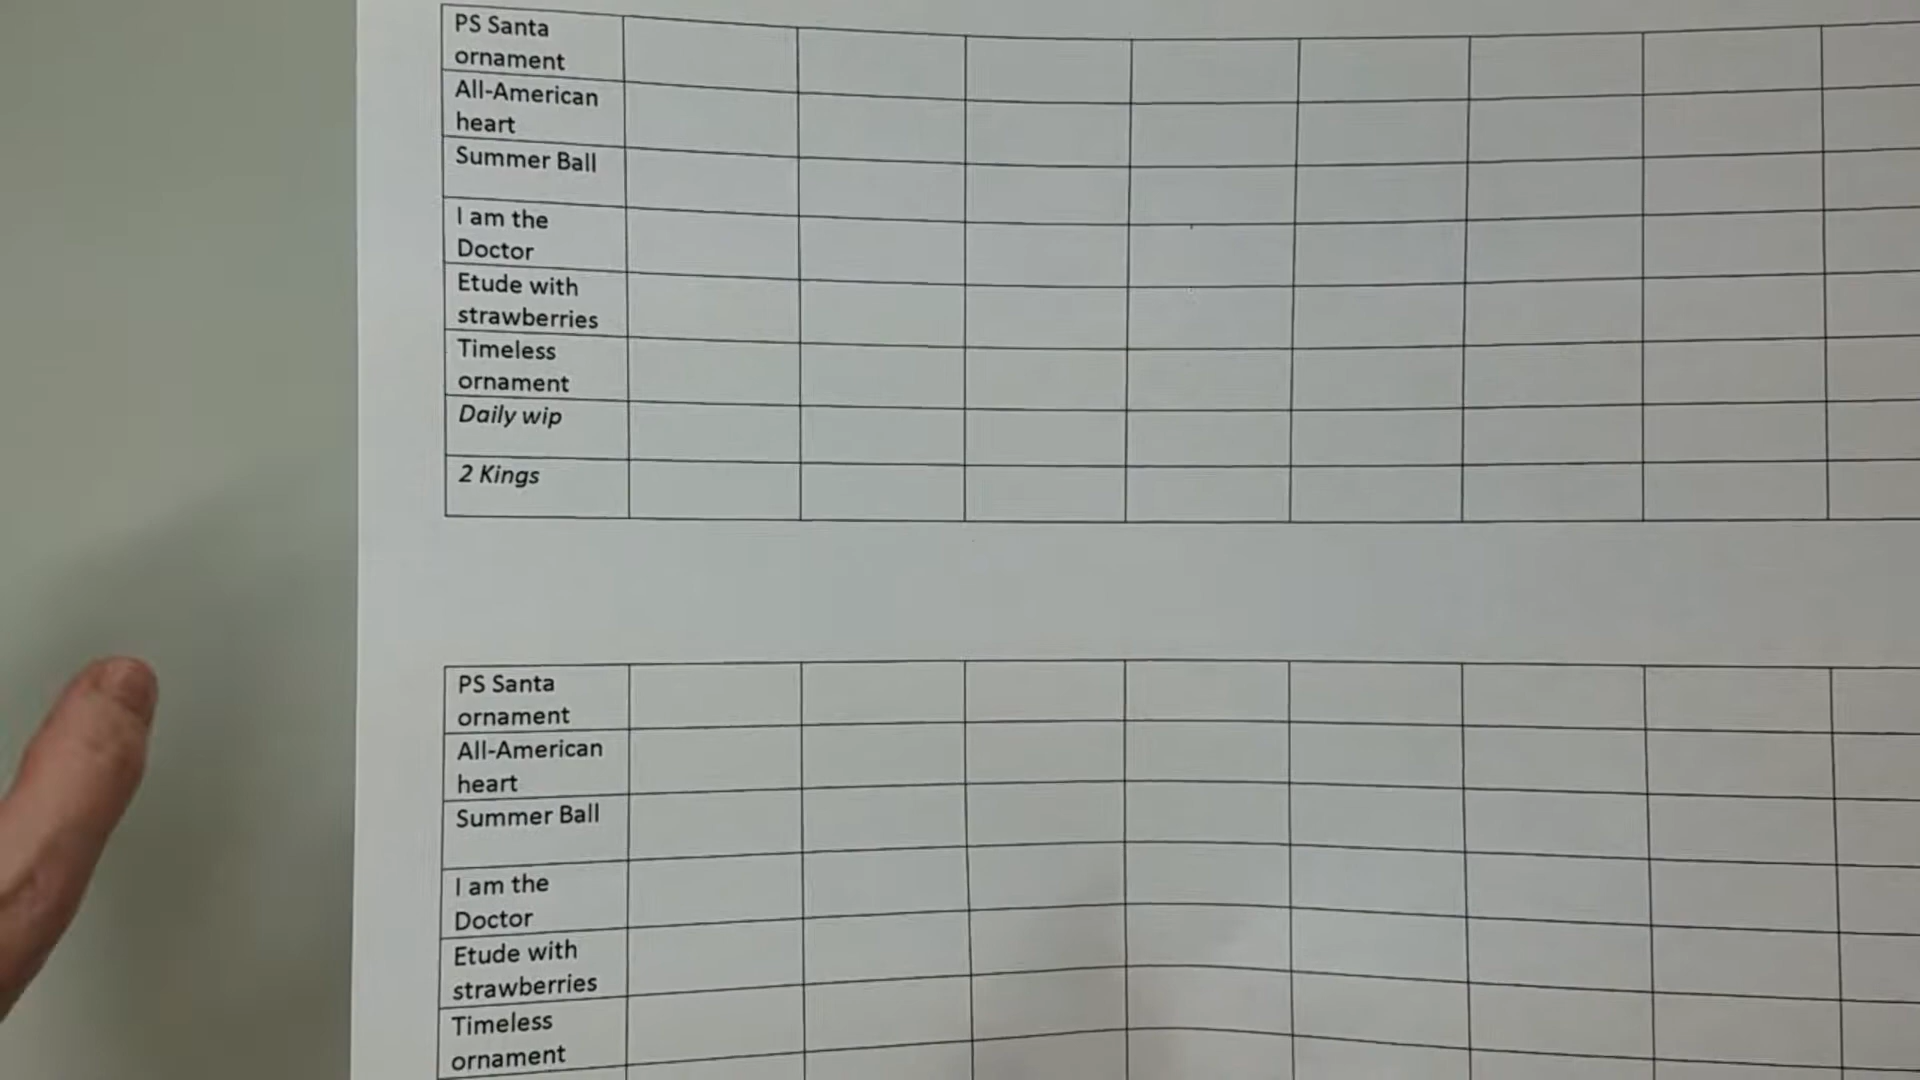 PS Santa
ornament
All-American
heart
Summer Ball
I am the
Doctor
Etude with
strawberries
Timeless
ornament
Daily wip
2 Kings
PS Santa
ornament
All-American
heart
Summer Ball
I am the
Doctor
Etude with
strawberries
Timeless
ornament